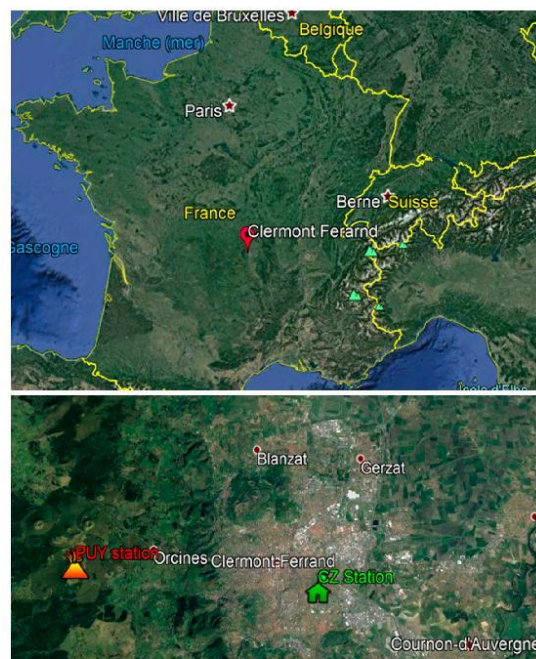 Ville de Bruxelles
Belgique
Manche (mer)
Paris
Berne
Suisse
France
Clermont Ferarnd
Gascogne
Blanzat
Gerzat
PUY station
Orcines
Clermont-Ferrand
CZ Station
Cournon-d'Auvergne